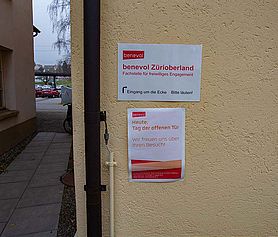 benevol
benevol Zürioberland
Fachstelle für freiwilliges Engagement
Eingang um die Ecke Bitte läuten!
benevol
Heute,
Tag der offenen Tür
Wir freuen uns über
Ihren Besuch!